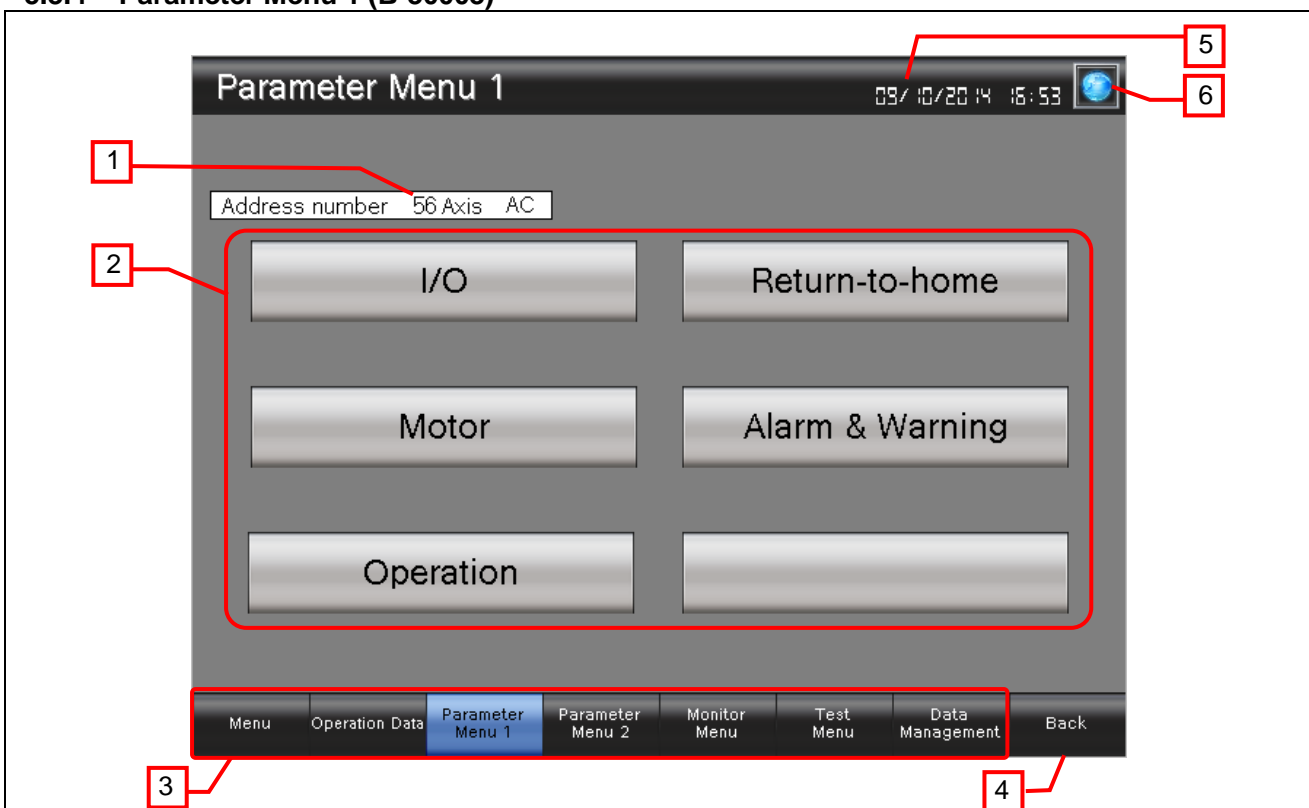 5
Parameter Menu 1
09/10/2014 16:53
6
1
Address number 56 Axis AC
2
I/O
Return-to-home
Motor
Alarm & Warning
Operation
Menu
Operation Data
Parameter
Menu 1
Parameter
Menu 2
Monitor
Menu
Test
Menu
Data
Management
Back
3
4